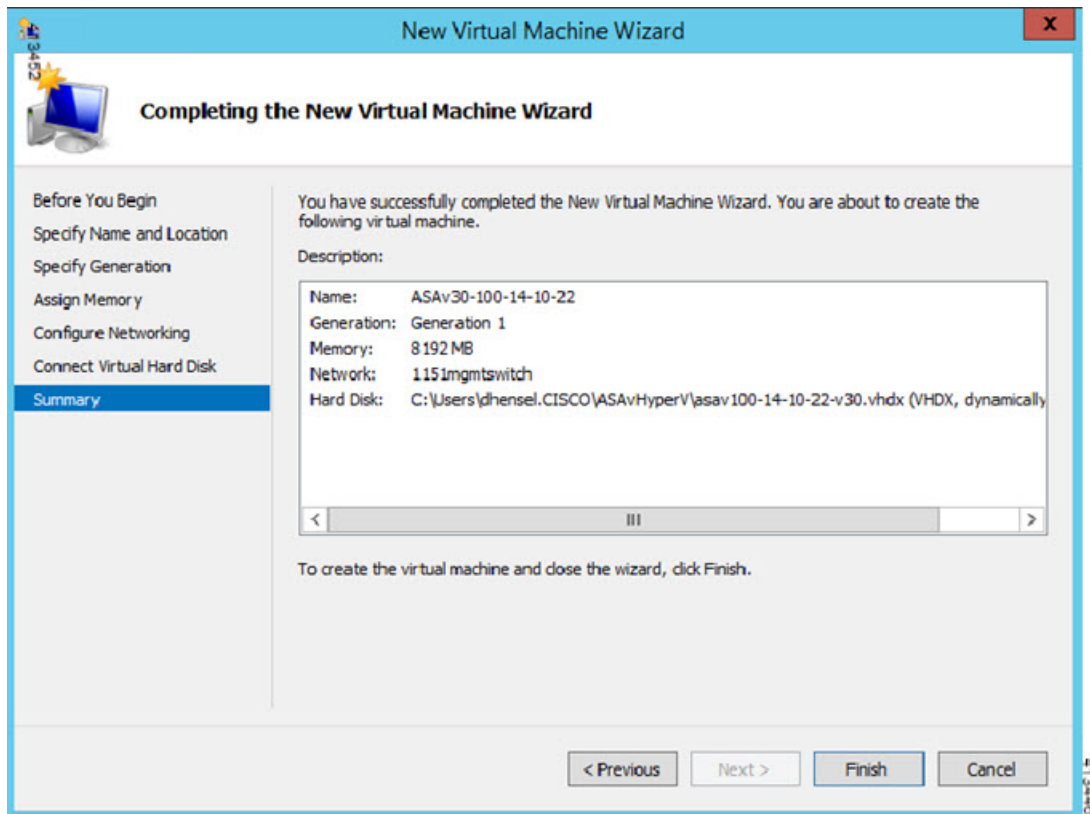 New Virtual Machine Wizard
X
3452
Completing the New Virtual Machine Wizard
Before You Begin
Specify Name and Location
Specify Generation
Assign Memory
Configure Networking
Connect Virtual Hard Disk
Summary
You have successfully completed the New Virtual Machine Wizard. You are about to create the
following virtual machine.
Description:
Name: ASAv30-100-14-10-22
Generation: Generation 1
Memory: 8192 MB
Network: 1151mgmtswitch
Hard Disk: C:\Users\dhensel.CISCO\ASAvHyperV\asav100-14-10-22-v30.vhdx (VHDX, dynamically
To create the virtual machine and close the wizard, click Finish.
< Previous
Next >
Finish
Cancel